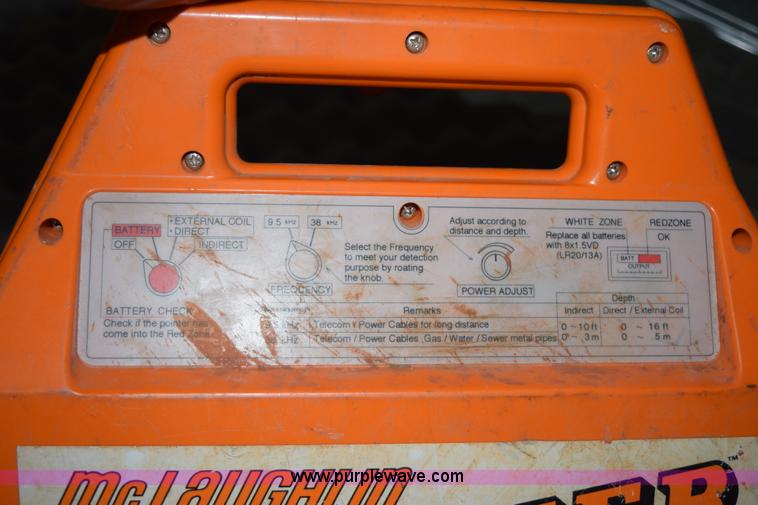 BATTERY
• EXTERNAL COIL
• DIRECT
OFF
INDIRECT
BATTERY CHECK
Check if the pointer has
come into the Red Zone
9.5 kHz
38 kHz
Select the Frequency
to meet your detection
purpose by roating
the knob.
FREQUENCY
Adjust according to
distance and depth.
POWER ADJUST
WHITE ZONE
REDZONE
Replace all batteries
with 8x1.5VD
(LR20/13A)
OK
BATT
OUTPUT
Remarks
Depth
Indirect
Direct / External Coil
kHz
Telecom / Power Cables for long distance
0 ~ 10 ft
0 ~ 16 ft
kHz
Telecom / Power Cables ,Gas / Water / Sewer metal pipes
0 ~ 3 m
0 ~ 5 m
McLAUGHLIN
www.purplewave.com
TM